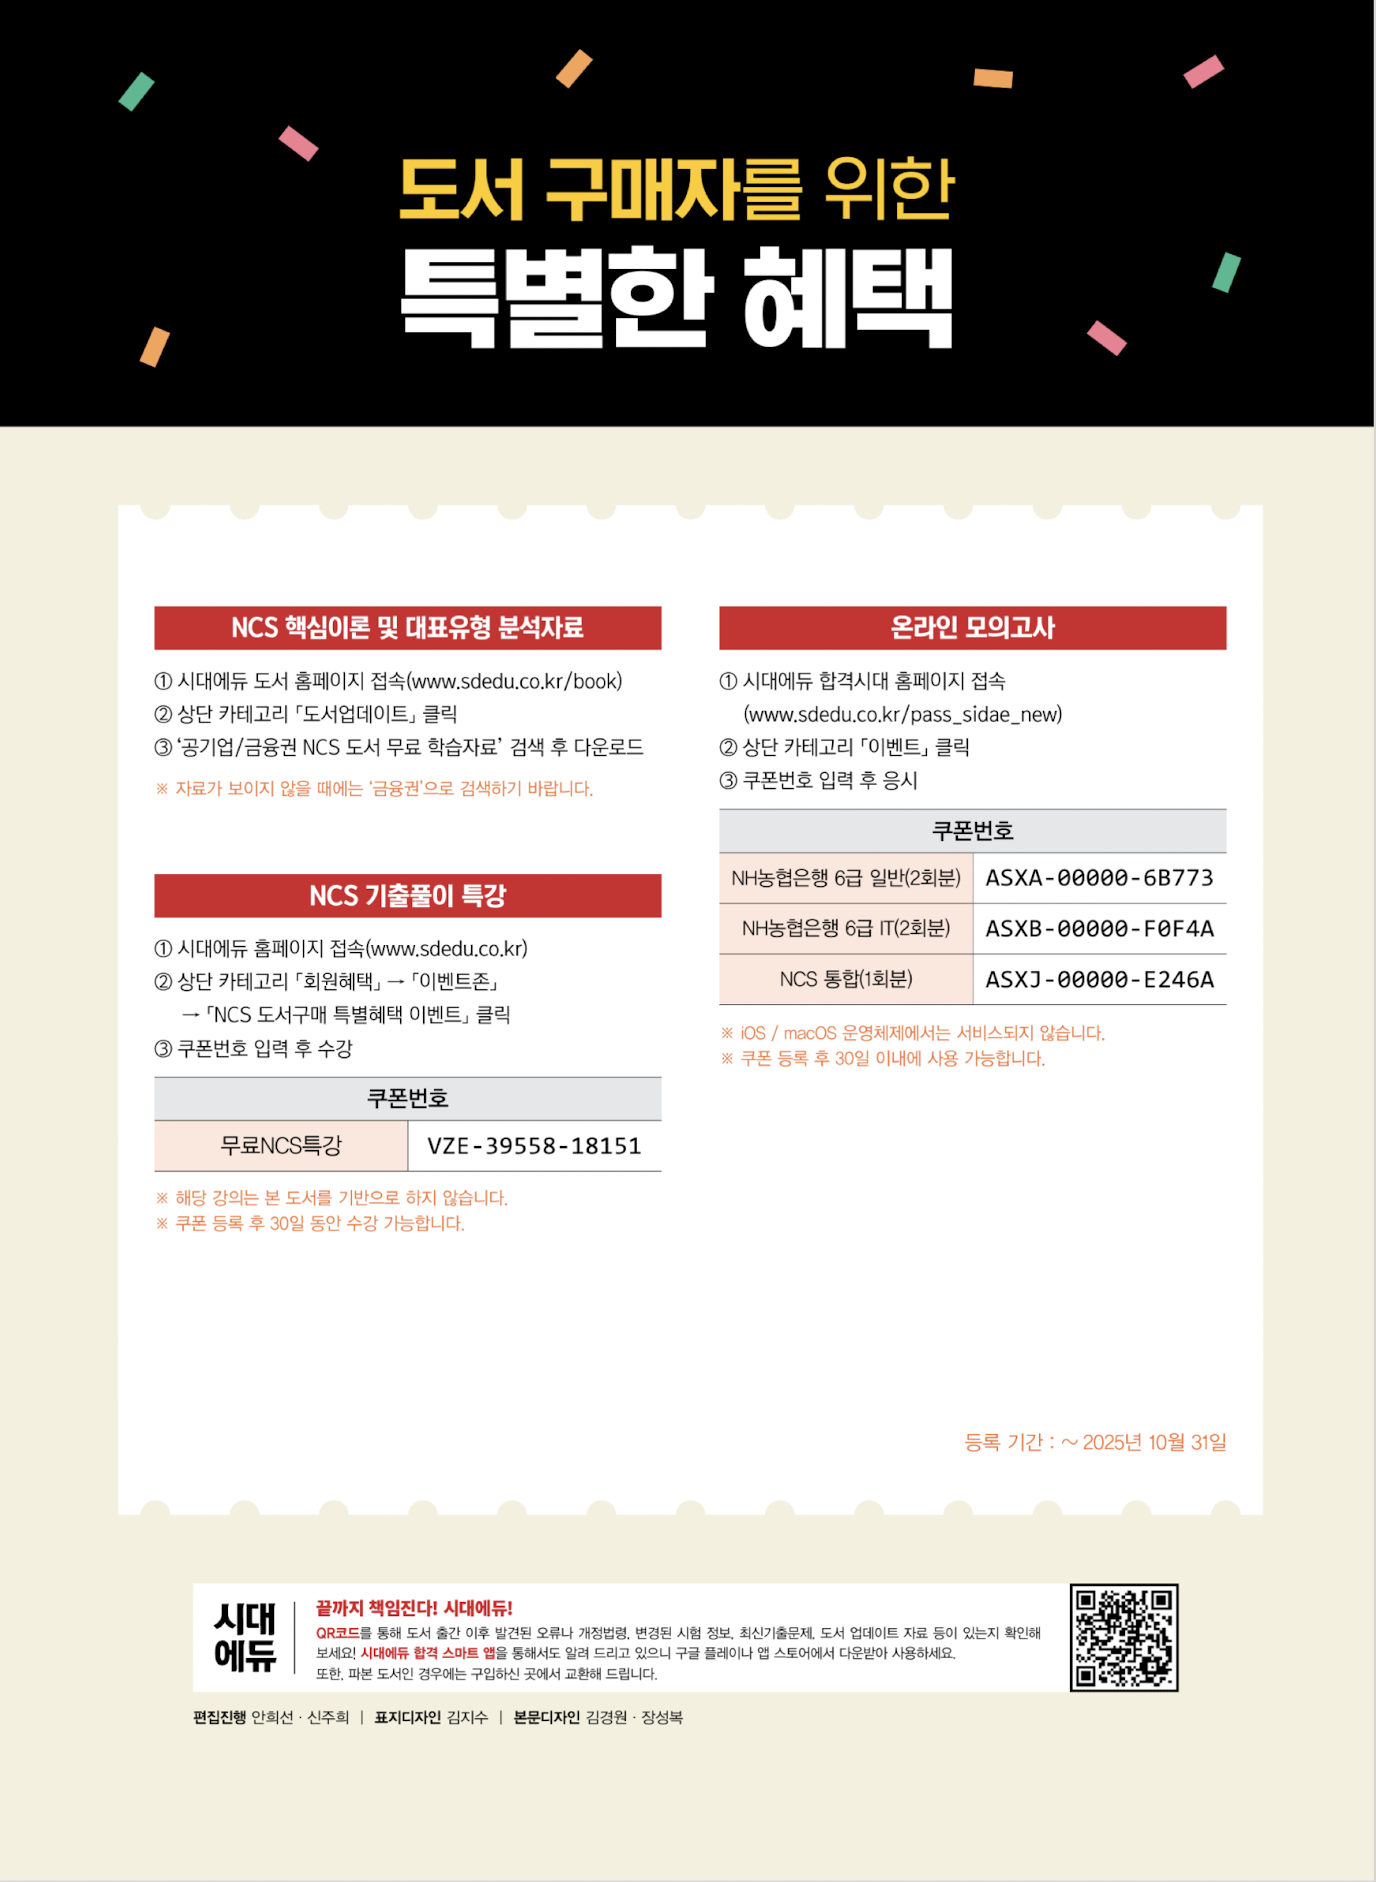 도서 구매자를 위한
특별한 혜택
NCS 핵심이론 및 대표유형 분석자료
① 시대에듀 도서 홈페이지 접속(www.sdedu.co.kr/book)
② 상단 카테고리 「도서업데이트」 클릭
③ ‘공기업/금융권 NCS 도서 무료 학습자료’ 검색 후 다운로드
※ 자료가 보이지 않을 때에는 ‘금융권’으로 검색하기 바랍니다.
NCS 기출풀이 특강
① 시대에듀 홈페이지 접속(www.sdedu.co.kr)
② 상단 카테고리 「회원혜택」 → 「이벤트존」
→ 「NCS 도서구매 특별혜택 이벤트」 클릭
③ 쿠폰번호 입력 후 수강
쿠폰번호
무료NCS특강 VZE-39558-18151
※ 해당 강의는 본 도서를 기반으로 하지 않습니다.
※ 쿠폰 등록 후 30일 동안 수강 가능합니다.
온라인 모의고사
① 시대에듀 합격시대 홈페이지 접속
(www.sdedu.co.kr/pass_sidae_new)
② 상단 카테고리 「이벤트」 클릭
③ 쿠폰번호 입력 후 응시
쿠폰번호
NH농협은행 6급 일반(2회분) ASXA-00000-6B773
NH농협은행 6급 IT(2회분) ASXB-00000-F0F4A
NCS 통합(1회분) ASXJ-00000-E246A
※ iOS / macOS 운영체제에서는 서비스되지 않습니다.
※ 쿠폰 등록 후 30일 이내에 사용 가능합니다.
등록 기간 : ~ 2025년 10월 31일
시대
에듀
끝까지 책임진다! 시대에듀!
QR코드를 통해 도서 출간 이후 발견된 오류나 개정법령, 변경된 시험 정보, 최신기출문제, 도서 업데이트 자료 등이 있는지 확인해
보세요! 시대에듀 합격 스마트 앱을 통해서도 알려 드리고 있으니 구글 플레이나 앱 스토어에서 다운받아 사용하세요.
또한, 파본 도서인 경우에는 구입하신 곳에서 교환해 드립니다.
편집진행 안희선 · 신주희 | 표지디자인 김지수 | 본문디자인 김경원 · 장성복